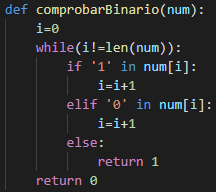 def comprobarBinario(num):
    i=0
    while(i!=len(num)):
        if '1' in num[i]:
            i=i+1
        elif '0' in num[i]:
            i=i+1
        else:
            return 1
    return 0